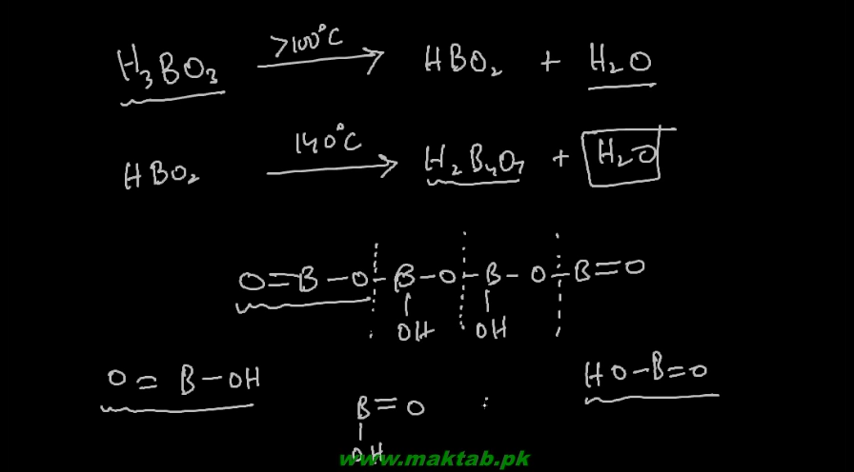 H₃BO₃ >100°C → HBO₂ + H₂O
HBO₂ 140°C → H₂B₄O₇ + H₂O
O=B-O-B-O-B-O-B=O
OH OH
O = B-OH
HO-B=O
B=O
OH
www.maktab.pk